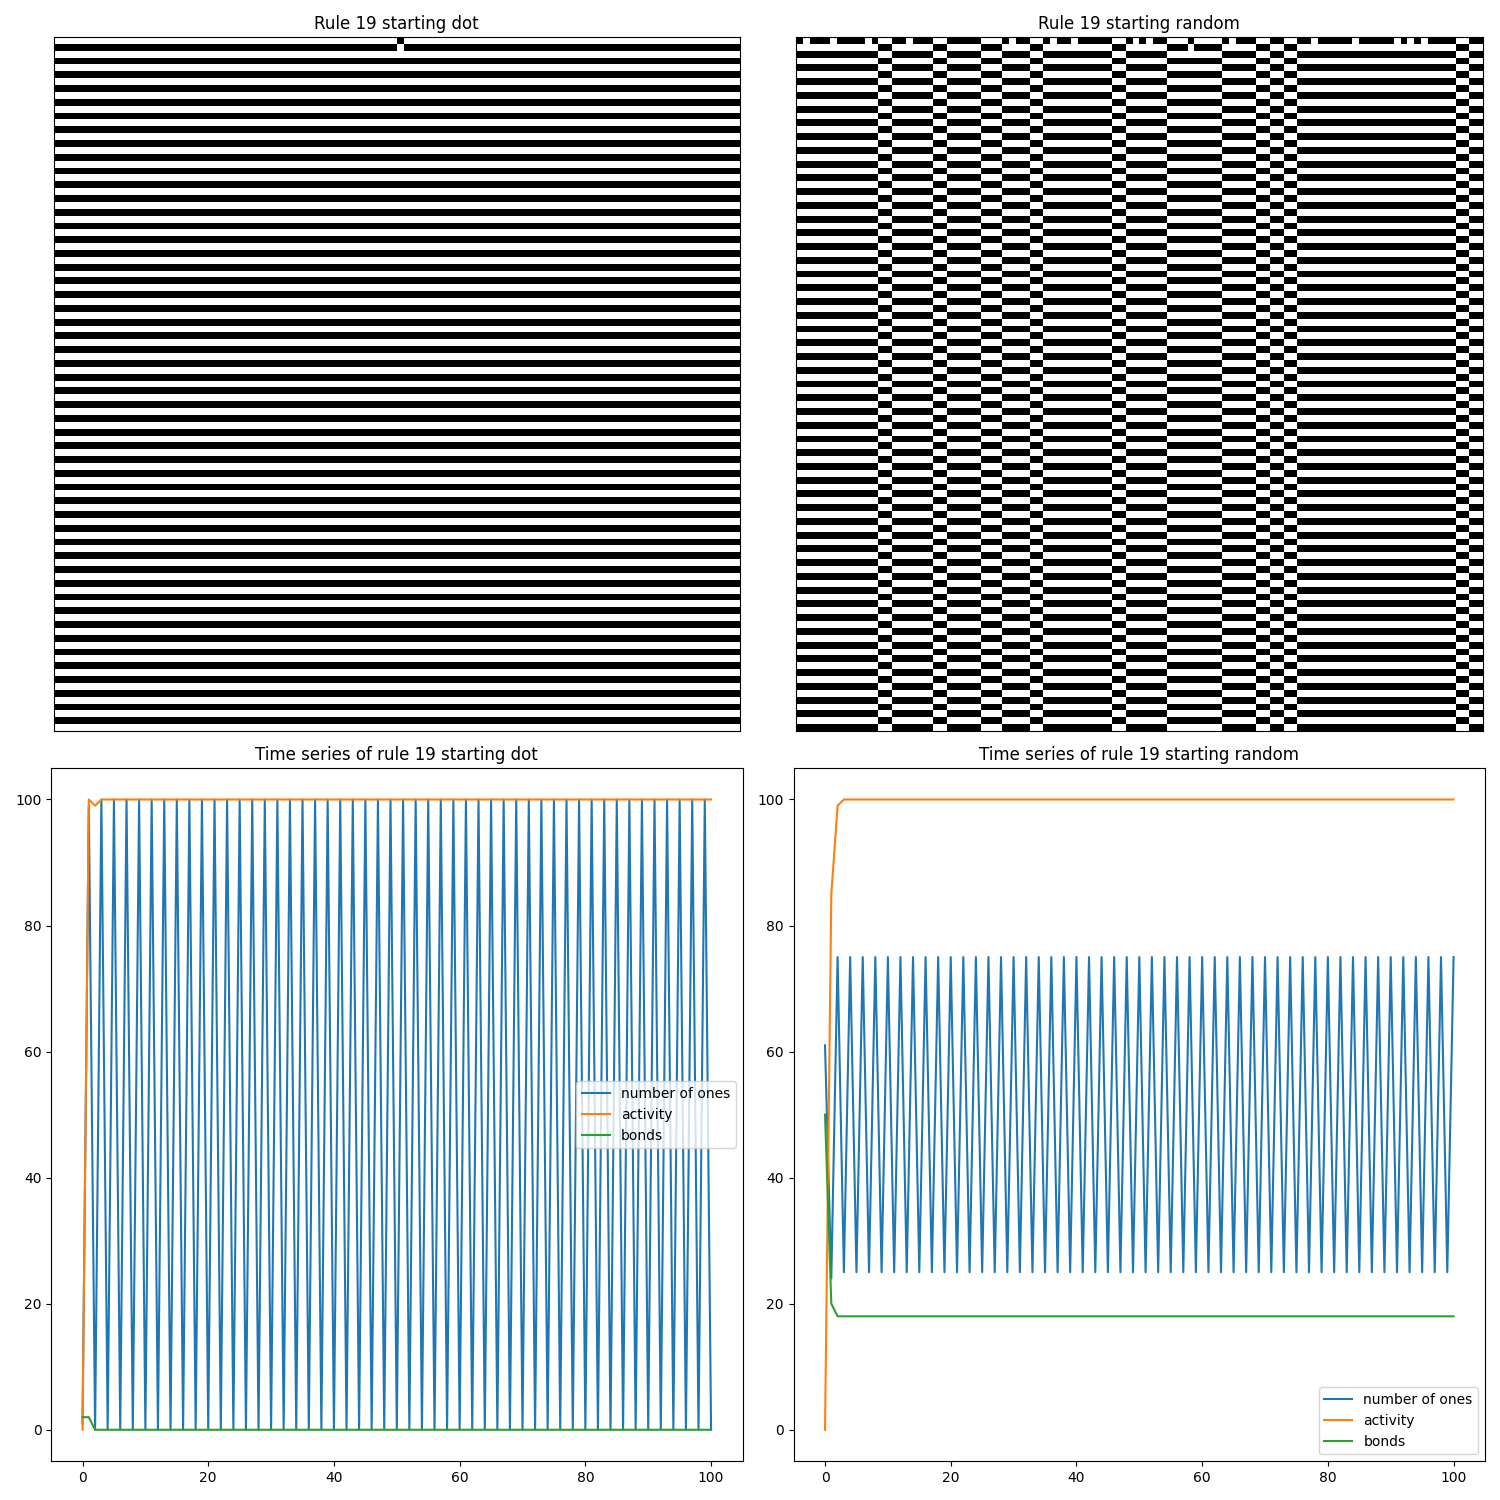 Rule 19 starting dot
Rule 19 starting random
Time series of rule 19 starting dot
Time series of rule 19 starting random
100
80
60
40
20
0
0
20
40
60
80
100
number of ones
activity
bonds
100
80
60
40
20
0
0
20
40
60
80
100
number of ones
activity
bonds